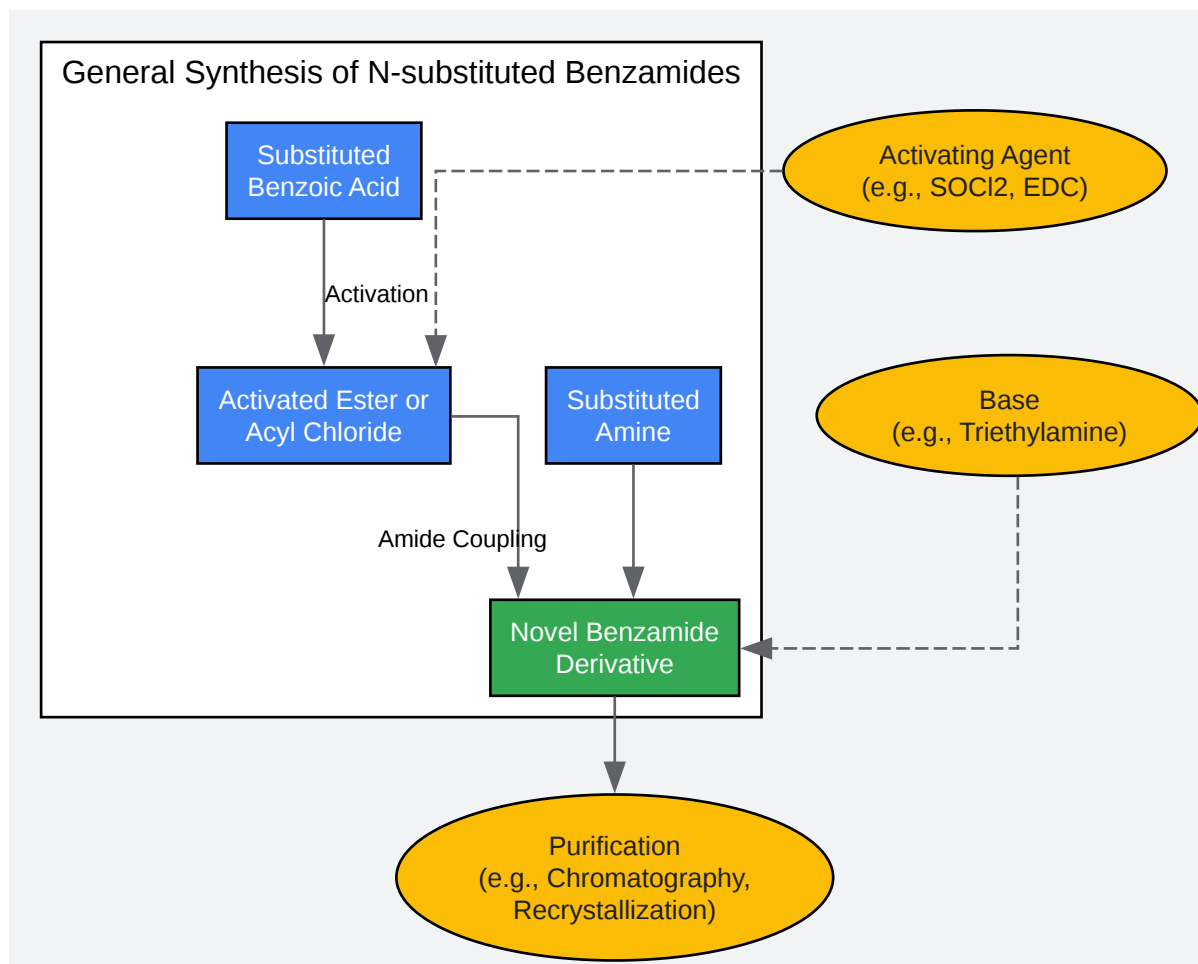 General Synthesis of N-substituted Benzamides
Substituted
Benzoic Acid
Activating Agent
(e.g., SOCl2, EDC)
Activation
Activated Ester or
Acyl Chloride
Substituted
Amine
Base
(e.g., Triethylamine)
Amide Coupling
Novel Benzamide
Derivative
Purification
(e.g., Chromatography,
Recrystallization)